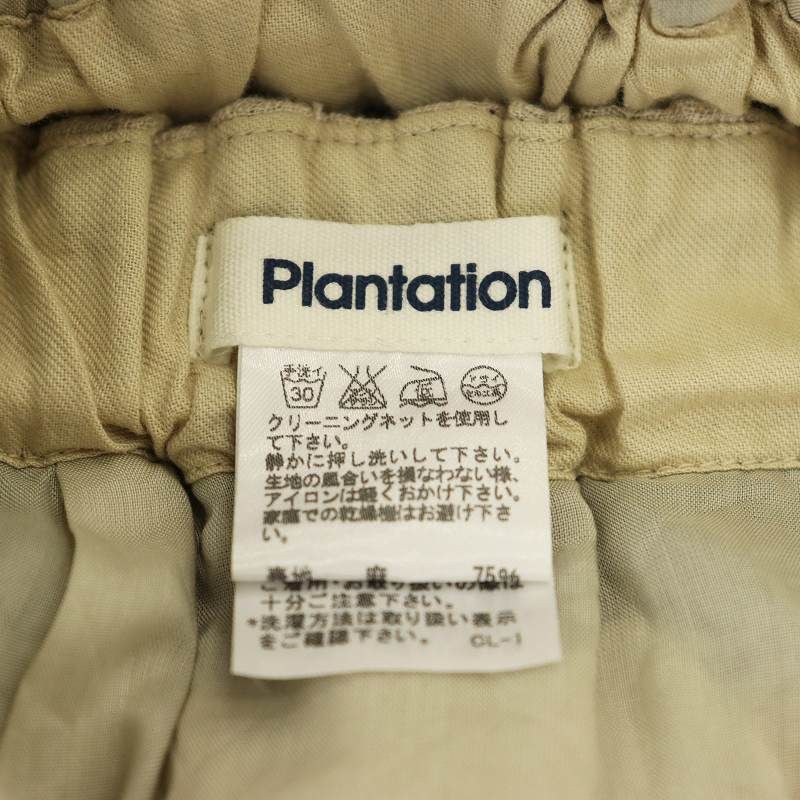 Plantation
手洗イ
30
クリーニングネットを使用し
て下さい。
静かに押し洗いして下さい。
生地の風合いを損なわない様、
アイロンは軽くおかけ下さい。
家庭での乾燥機はお避け下さ
い。
麻 75%
十分ご注意下さい。
*洗濯方法は取り扱い表示
をご確認下さい。 CL-1